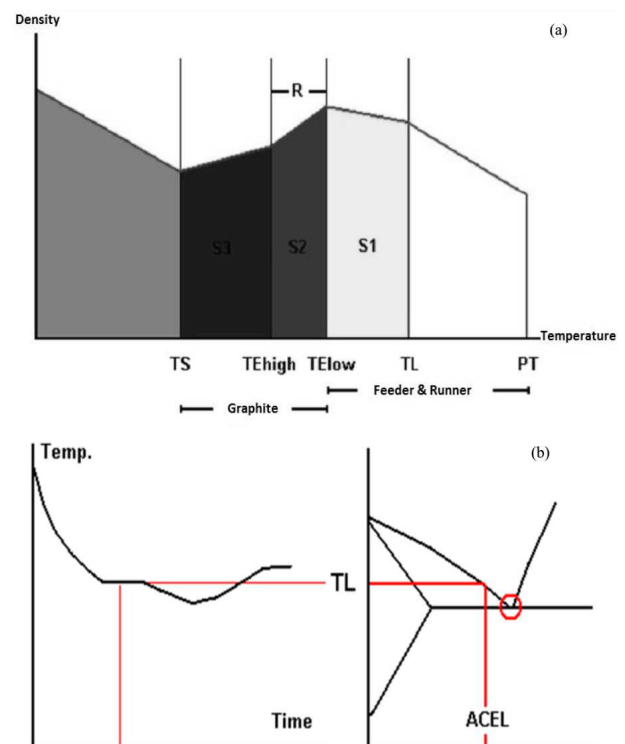 Density
(a)
R
S3
S2
S1
Temperature
TS
TEhigh
TElow
TL
PT
Feeder & Runner
Graphite
Temp.
(b)
TL
Time
ACEL